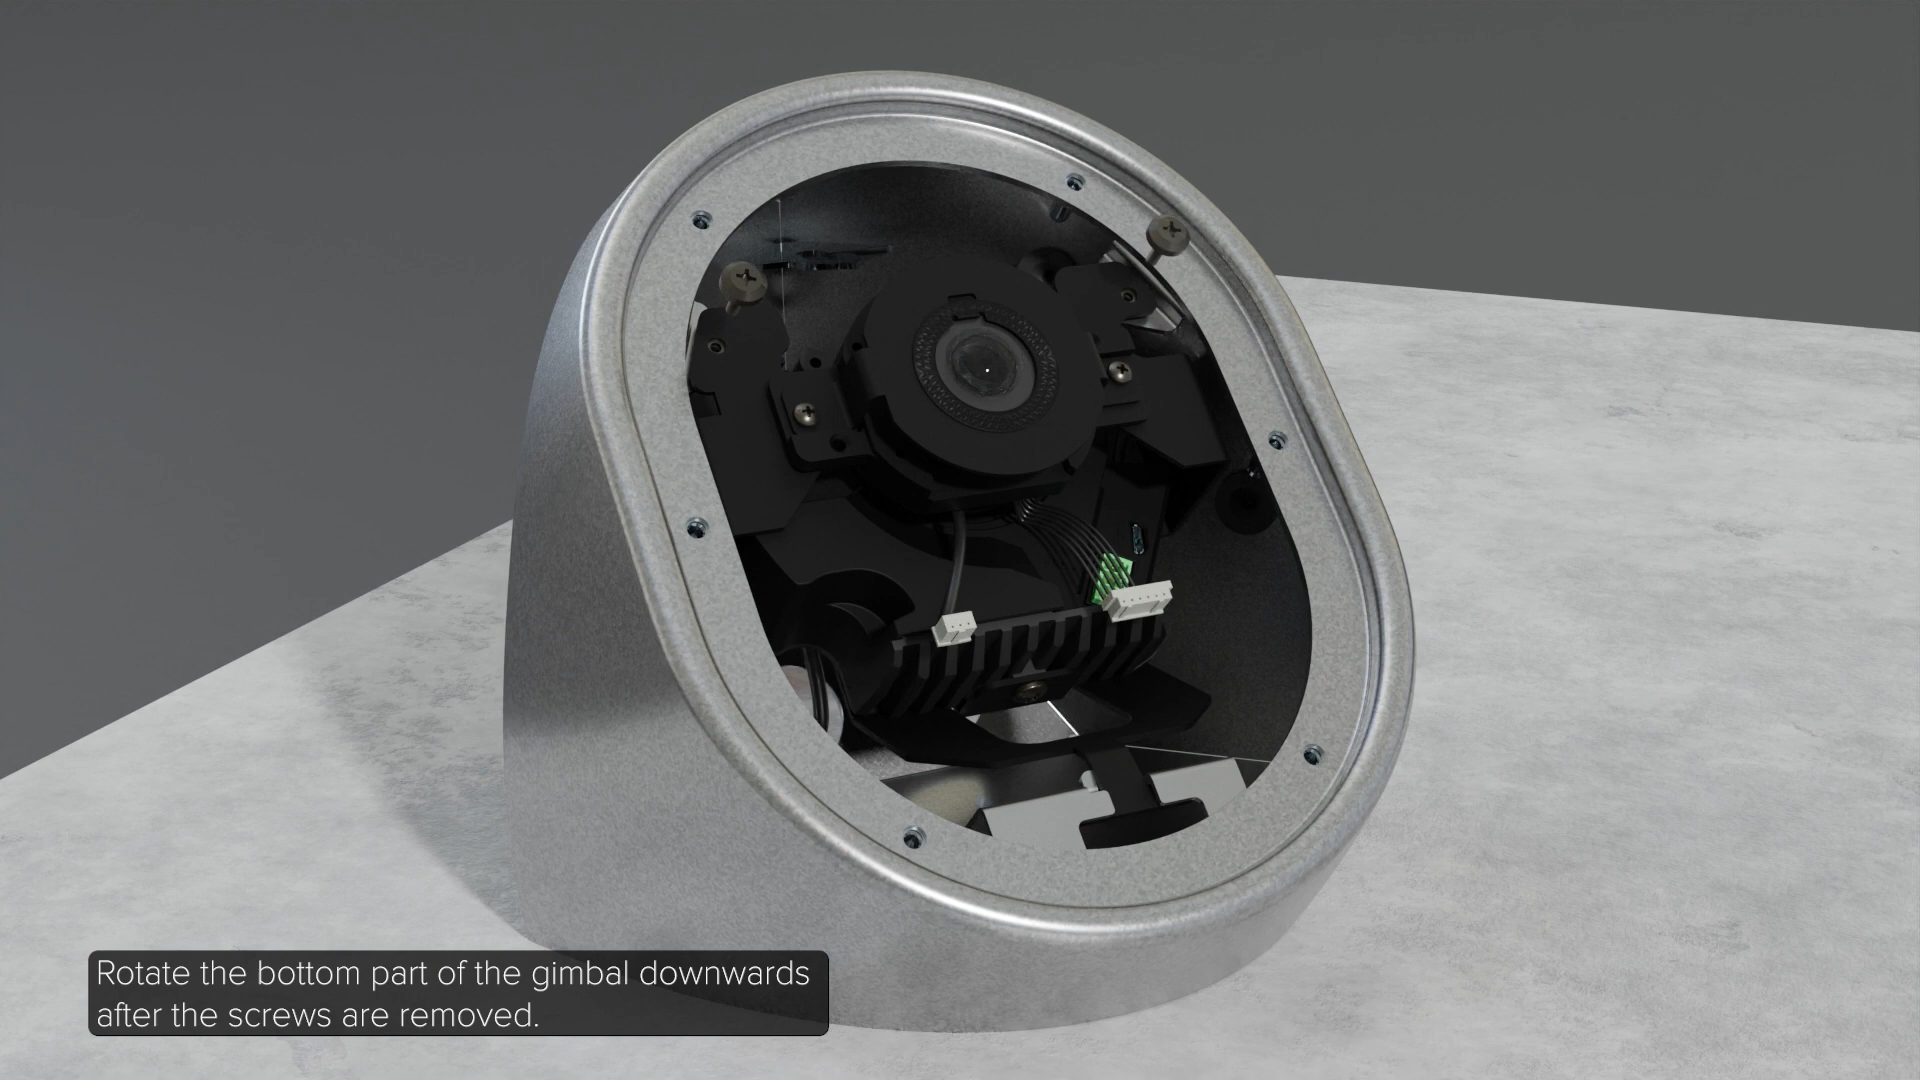 Rotate the bottom part of the gimbal downwards
after the screws are removed.